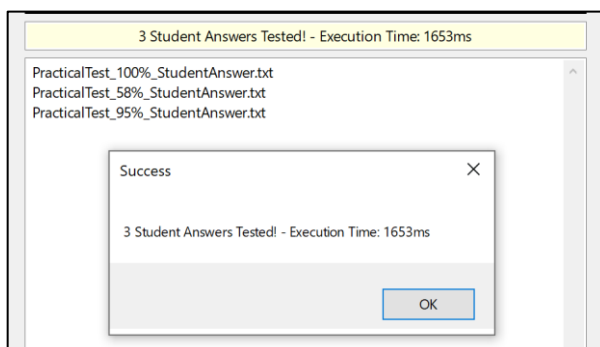 3 Student Answers Tested! - Execution Time: 1653ms
PracticalTest_100%_StudentAnswer.txt
PracticalTest_58%_StudentAnswer.txt
PracticalTest_95%_StudentAnswer.txt
Success
3 Student Answers Tested! - Execution Time: 1653ms
OK